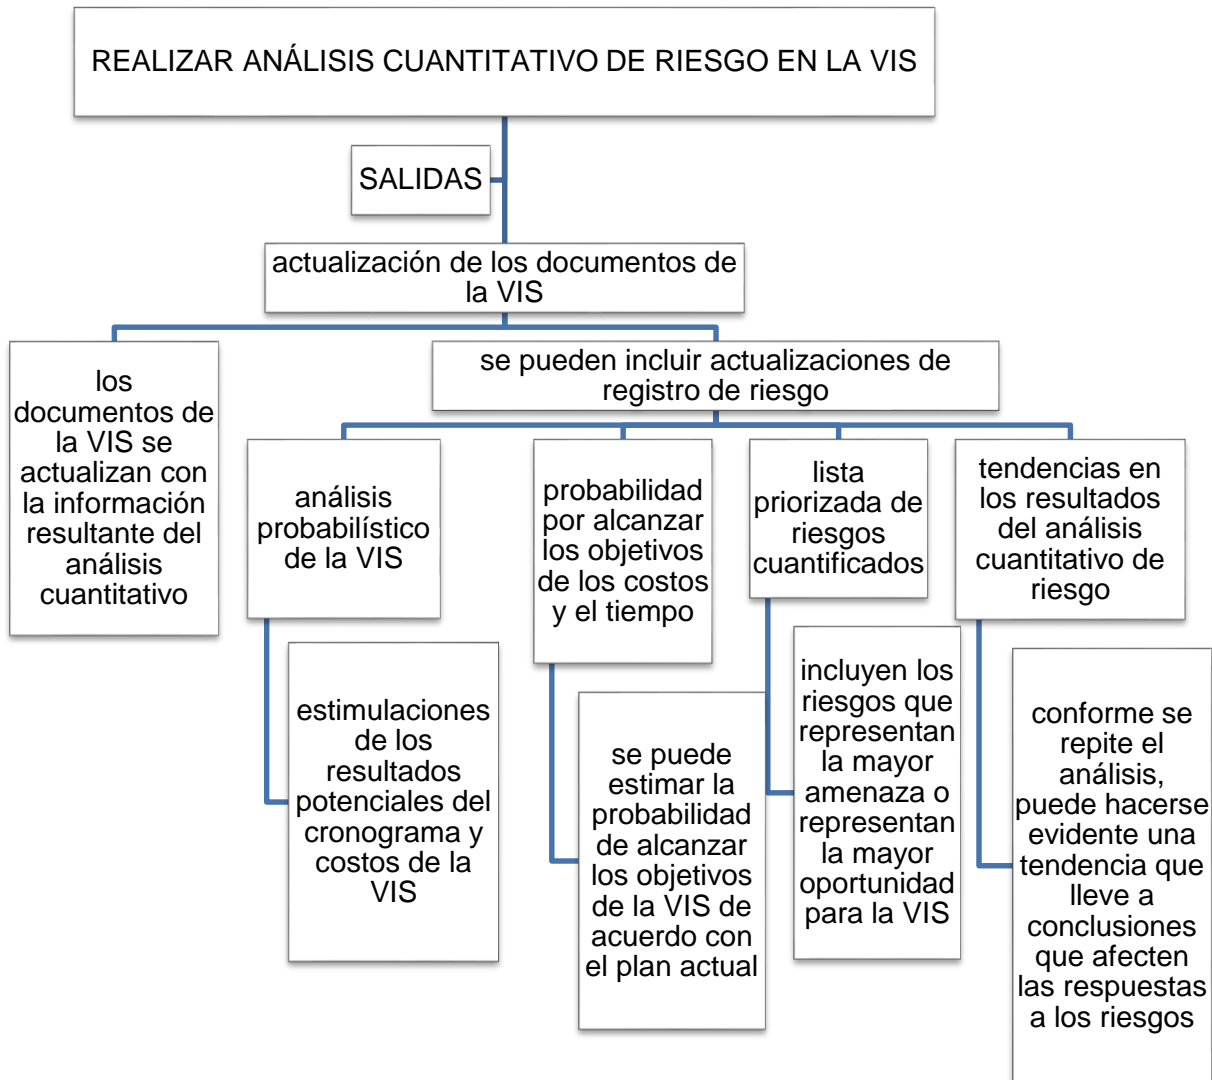 REALIZAR ANÁLISIS CUANTITATIVO DE RIESGO EN LA VIS
SALIDAS
actualización de los documentos de
la VIS
los
documentos de
la VIS se
actualizan con
la información
resultante del
análisis
cuantitativo
se pueden incluir actualizaciones de
registro de riesgo
análisis
probabilístico
de la VIS
estimulaciones
de los
resultados
potenciales del
cronograma y
costos de la
VIS
probabilidad
por alcanzar
los objetivos
de los costos
y el tiempo
se puede
estimar la
probabilidad
de alcanzar
los objetivos
de la VIS de
acuerdo con
el plan actual
lista
priorizada de
riesgos
cuantificados
incluyen los
riesgos que
representan
la mayor
amenaza o
representan
la mayor
oportunidad
para la VIS
tendencias en
los resultados
del análisis
cuantitativo de
riesgo
conforme se
repite el
análisis,
puede hacerse
evidente una
tendencia que
lleve a
conclusiones
que afecten
las respuestas
a los riesgos